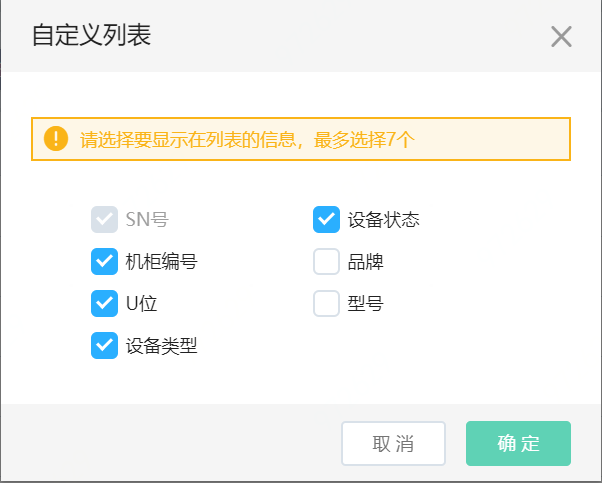 自定义列表
请选择要显示在列表的信息，最多选择7个
SN号
设备状态
机柜编号
品牌
U位
型号
设备类型
取 消
确 定